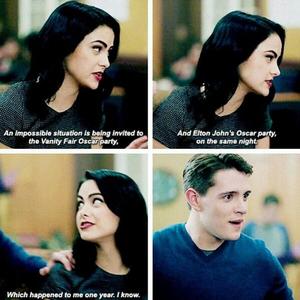 An impossible situation is being invited to
the Vanity Fair Oscar party,
And Elton John's Oscar party,
on the same night.
Which happened to me one year. I know.